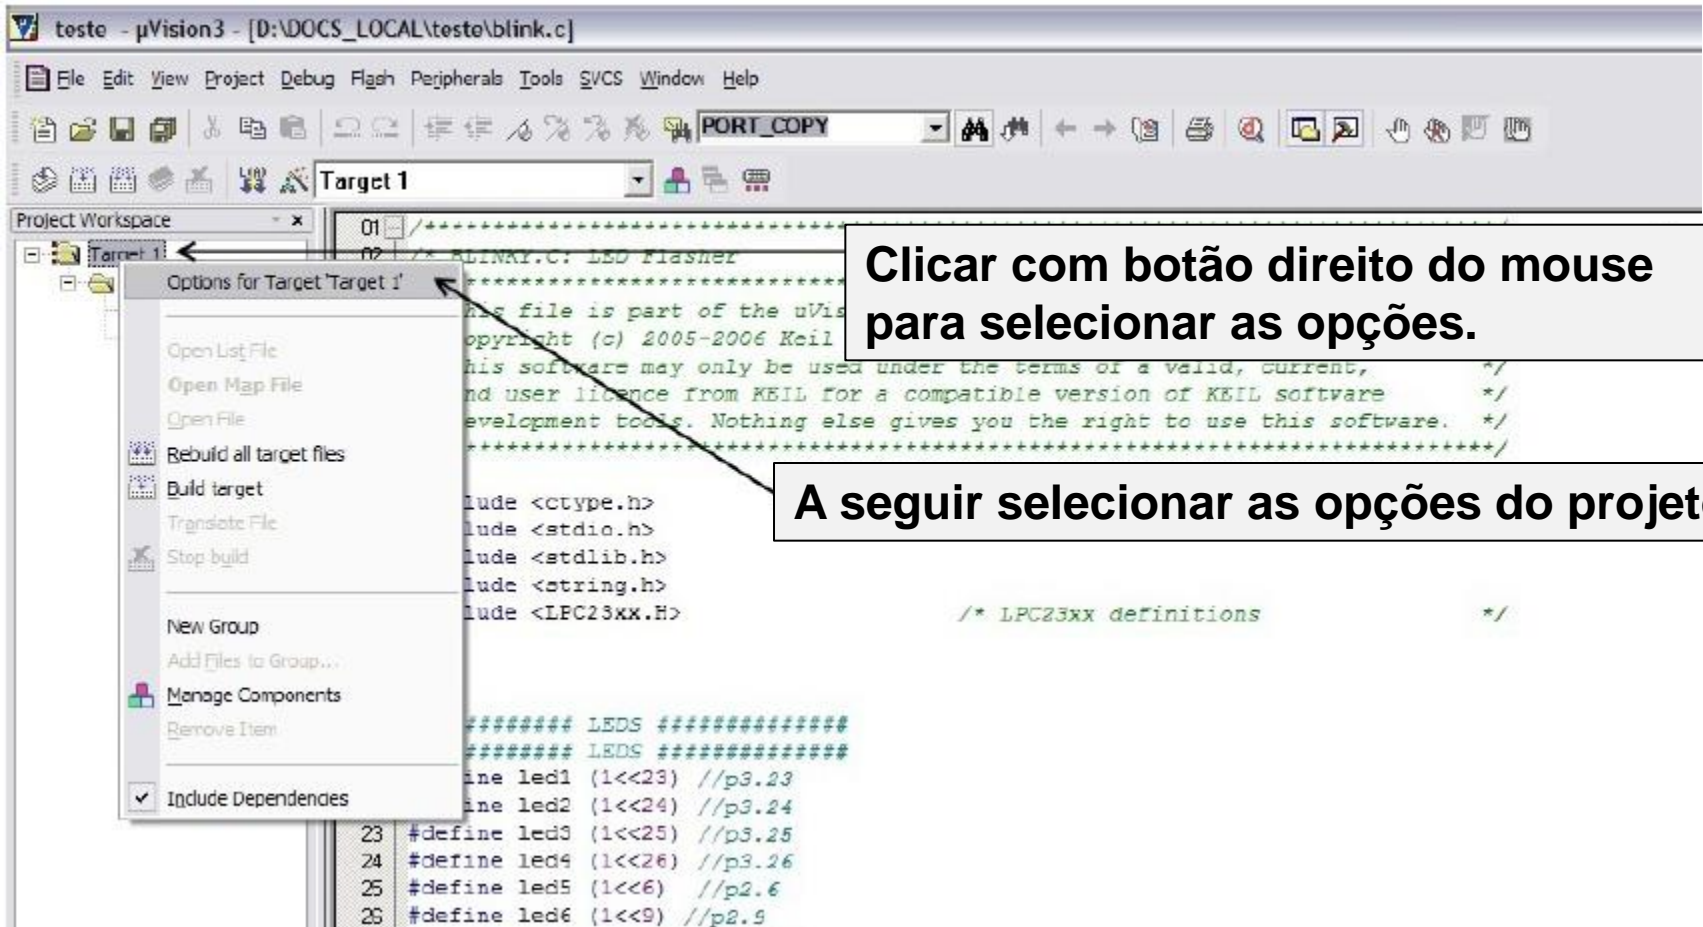 teste - µVision3 - [D:\DOCS_LOCAL\teste\blink.c]
File Edit View Project Debug Flash Peripherals Tools SVCS Window Help
PORT_COPY
Target 1
Project Workspace
Target 1
Options for Target 'Target 1'
Open List File
Open Map File
Open File
Rebuild all target files
Build target
Translate File
Stop build
New Group
Add Files to Group...
Manage Components
Remove Item
Include Dependencies
01 /*****************************************************************************/
02 /* BLINKY.C: LED Flasher
his file is part of the uVis
opyright (c) 2005-2006 Keil
his software may only be used under the terms of a valid, current, */
nd user licence from KEIL for a compatible version of KEIL software */
evelopment tools. Nothing else gives you the right to use this software. */
*****************************************************************************/
Clicar com botão direito do mouse
para selecionar as opções.
A seguir selecionar as opções do projet
lude <ctype.h>
lude <stdio.h>
lude <stdlib.h>
lude <string.h>
lude <LPC23xx.H> /* LPC23xx definitions */
######## LEDS ##############
######## LEDS ##############
ine led1 (1<<23) //p3.23
ine led2 (1<<24) //p3.24
23 #define led3 (1<<25) //p3.25
24 #define led4 (1<<26) //p3.26
25 #define led5 (1<<6) //p2.6
26 #define led6 (1<<9) //p2.9